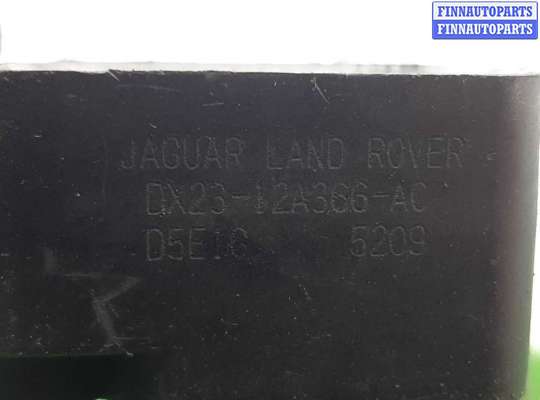 FINNAUTOPARTS
FINNAUTOPARTS
JAGUAR LAND ROVER
DX23-12A366-AC
D5E1C 5209